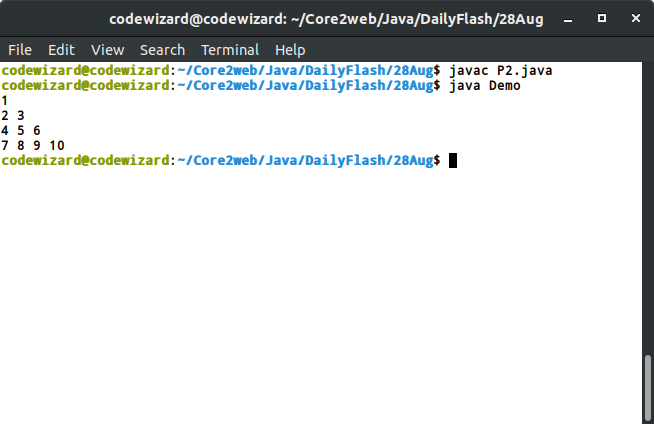 codewizard@codewizard: ~/Core2web/Java/DailyFlash/28Aug
File Edit View Search Terminal Help
codewizard@codewizard:~/Core2web/Java/DailyFlash/28Aug$ javac P2.java
codewizard@codewizard:~/Core2web/Java/DailyFlash/28Aug$ java Demo
1
2 3
4 5 6
7 8 9 10
codewizard@codewizard:~/Core2web/Java/DailyFlash/28Aug$